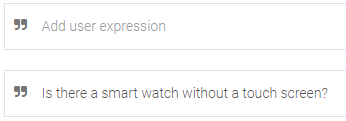 Add user expression
Is there a smart watch without a touch screen?